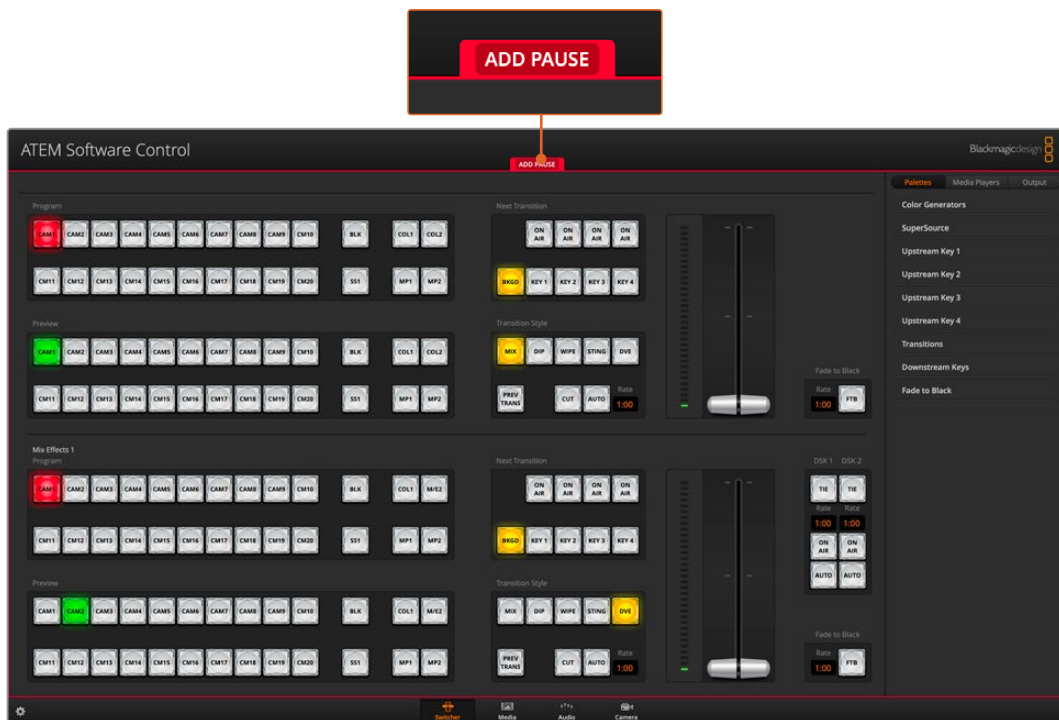 ADD PAUSE
ATEM Software Control
ADD PAUSE
Blackmagicdesign
Palettes Media Players Output
Program
Next Transition
Color Generators
CAM1 CAM2 CAM3 CAM4 CAM5 CAM6 CAM7 CAM8 CAM9 CM10 BLK COL1 COL2
ON AIR ON AIR ON AIR ON AIR
SuperSource
Upstream Key 1
CM11 CM12 CM13 CM14 CM15 CM16 CM17 CM18 CM19 CM20 SS1 MP1 MP2
BKGD KEY 1 KEY 2 KEY 3 KEY 4
Upstream Key 2
Upstream Key 3
Preview
Transition Style
Upstream Key 4
CAM1 CAM2 CAM3 CAM4 CAM5 CAM6 CAM7 CAM8 CAM9 CM10 BLK COL1 COL2
MIX DIP WIPE STING DVE
Transitions
Downstream Keys
Fade to Black
Fade to Black
CM11 CM12 CM13 CM14 CM15 CM16 CM17 CM18 CM19 CM20 SS1 MP1 MP2
PREV TRANS CUT AUTO
Rate
1:00
Rate
1:00
FTB
Mix Effects 1
Program
Next Transition
DSK 1 DSK 2
CAM1 CAM2 CAM3 CAM4 CAM5 CAM6 CAM7 CAM8 CAM9 CM10 BLK COL1 M/E2
ON AIR ON AIR ON AIR ON AIR
TIE TIE
Rate Rate
1:00 1:00
CM11 CM12 CM13 CM14 CM15 CM16 CM17 CM18 CM19 CM20 SS1 MP1 MP2
BKGD KEY 1 KEY 2 KEY 3 KEY 4
ON AIR ON AIR
AUTO AUTO
Preview
Transition Style
CAM1 CAM2 CAM3 CAM4 CAM5 CAM6 CAM7 CAM8 CAM9 CM10 BLK COL1 M/E2
MIX DIP WIPE STING DVE
Fade to Black
CM11 CM12 CM13 CM14 CM15 CM16 CM17 CM18 CM19 CM20 SS1 MP1 MP2
PREV TRANS CUT AUTO
Rate
1:00
Rate
1:00
FTB
Switcher Media Audio Camera